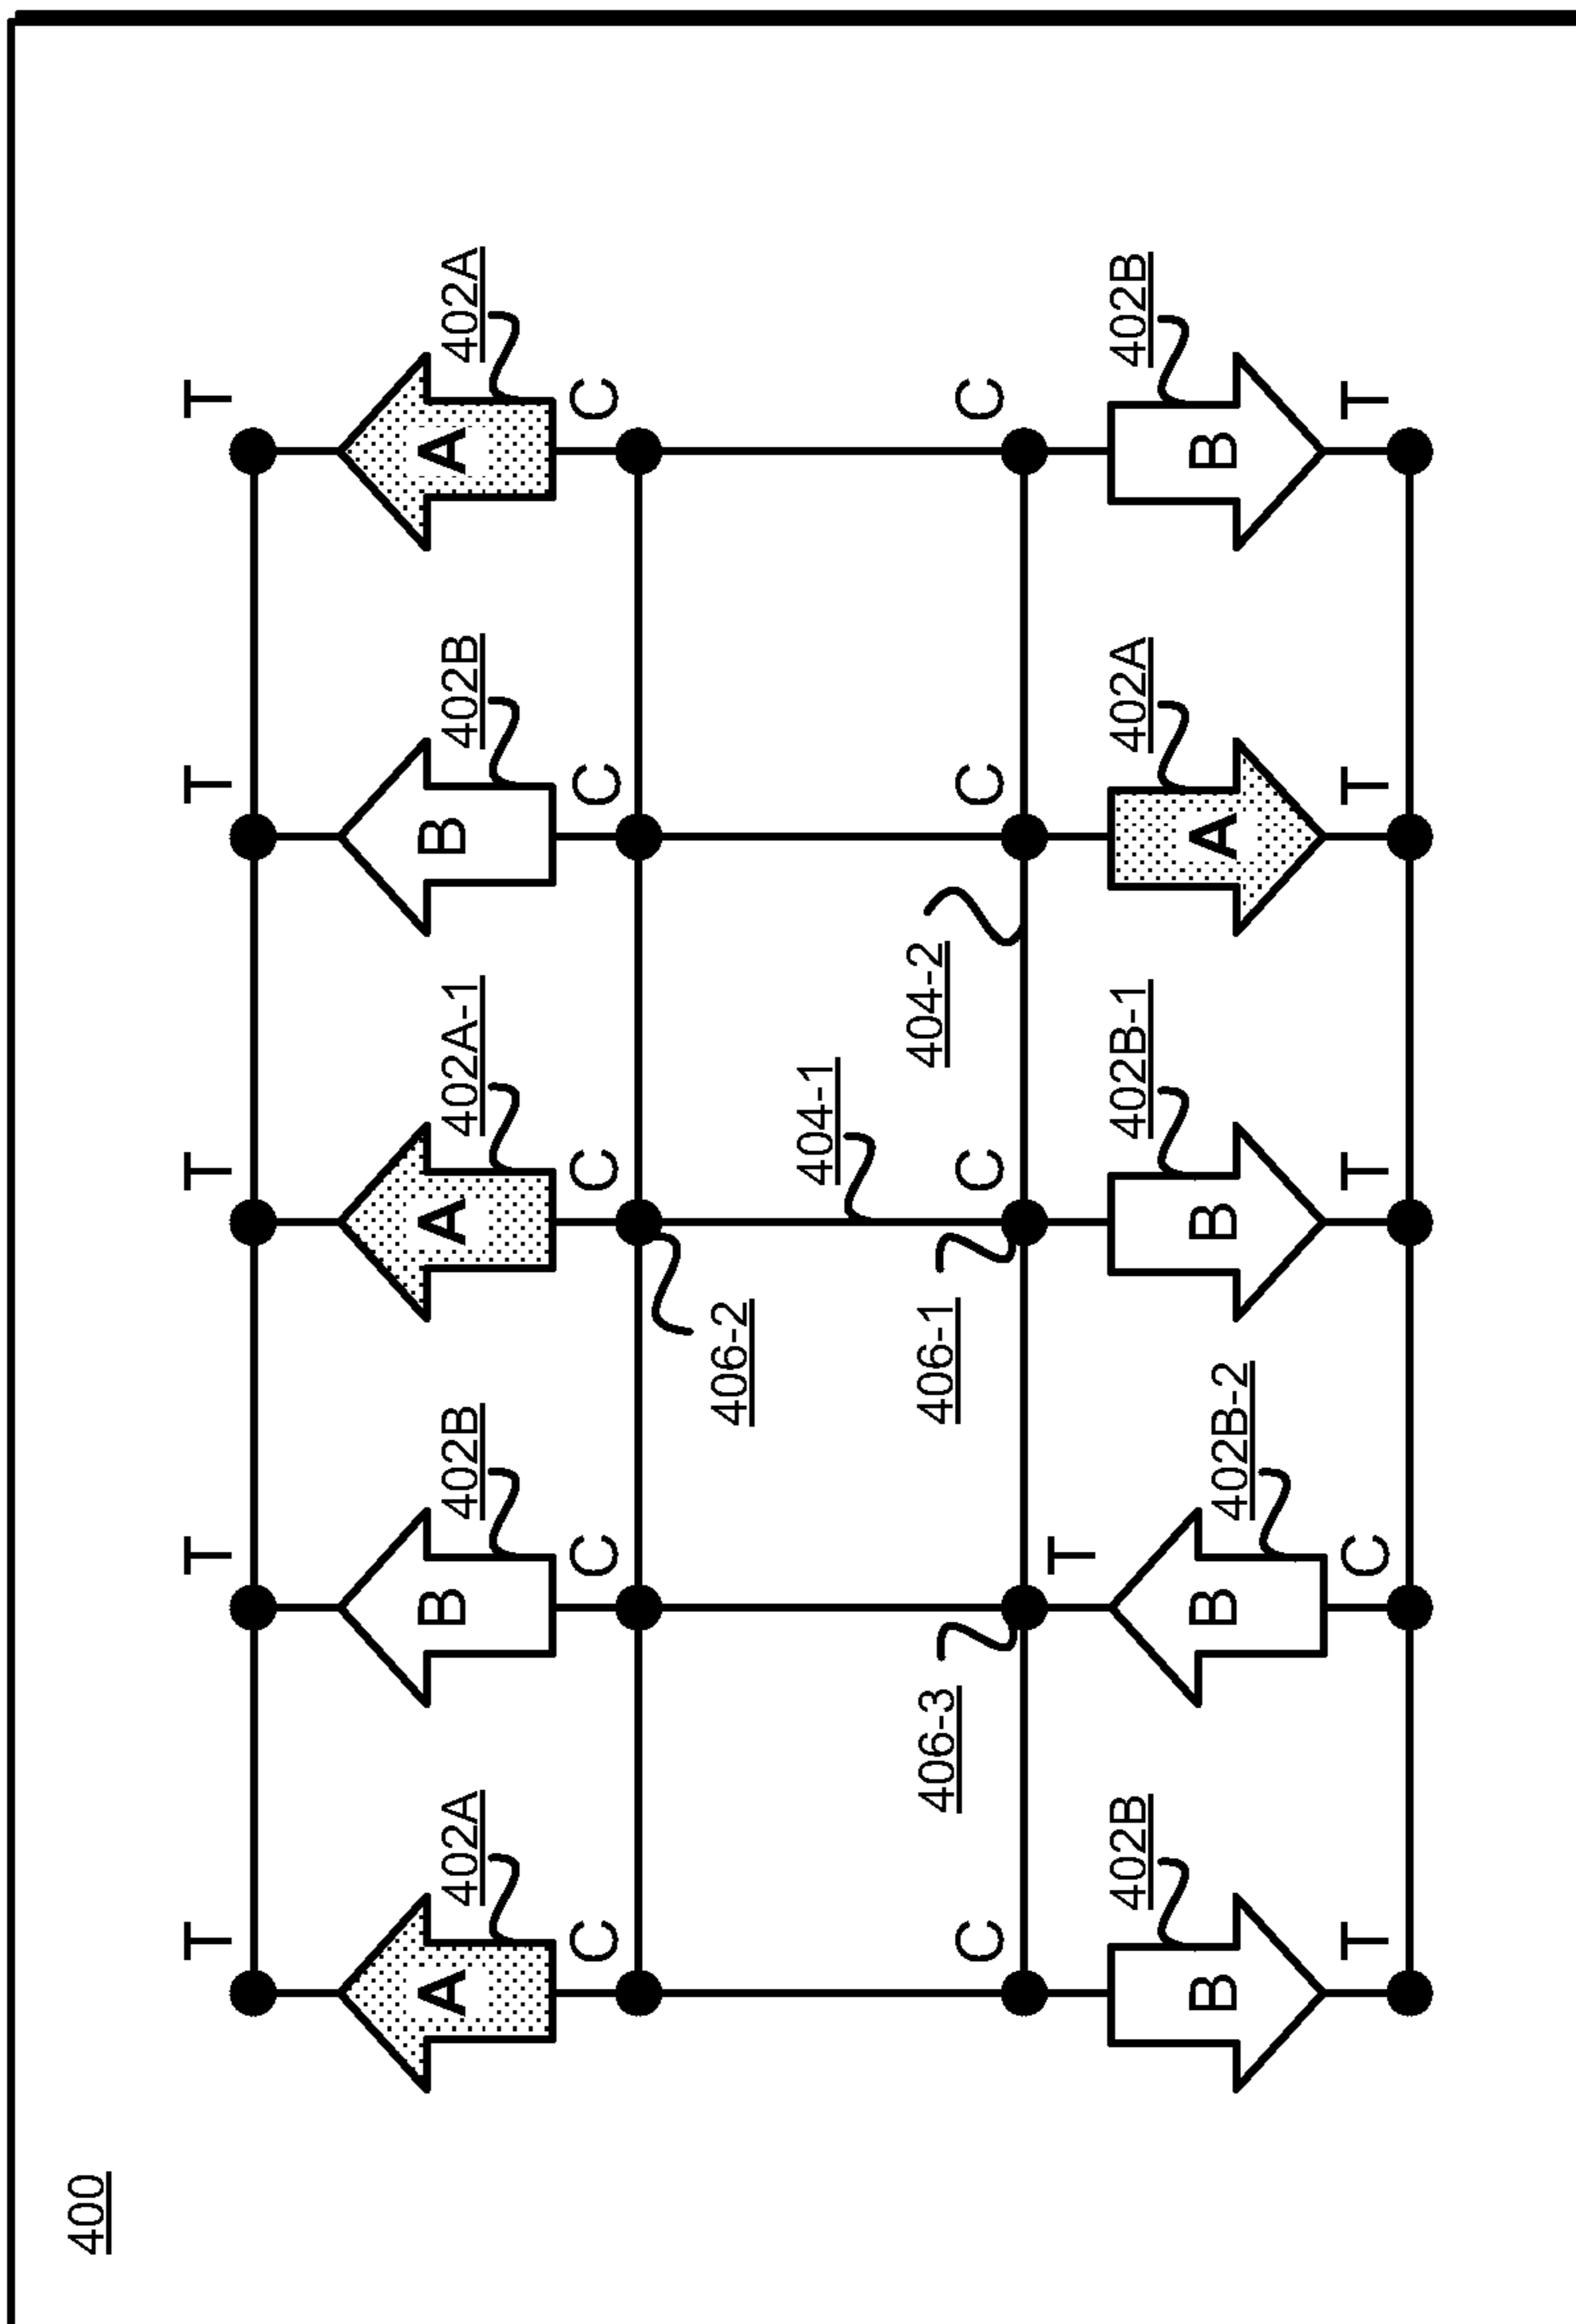 400
T T T T T
A 402A B 402B A 402A-1 B 402B A 402A
C C C C C
406-2
404-1
406-3 406-1 404-2
C C C C
T
402B 402B-1 402A 402B
B B 402B-2 B A B
T C T T T